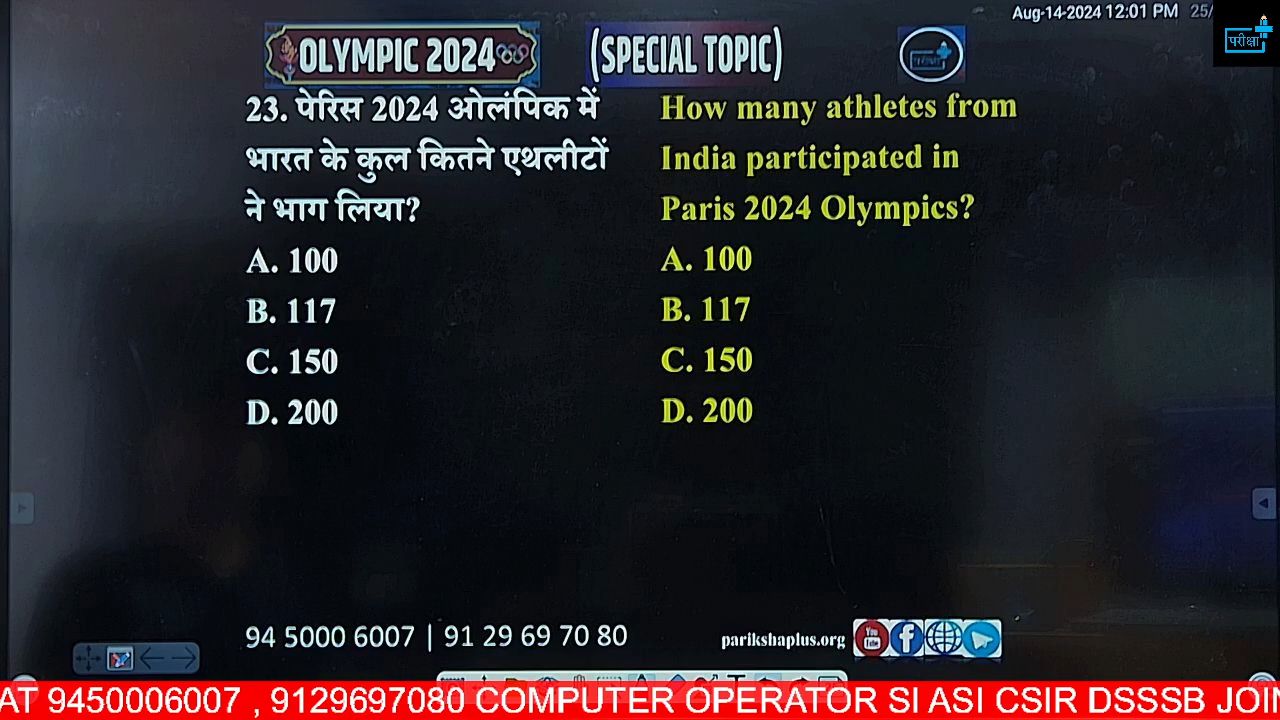 Aug-14-2024 12:01 PM 25/
परीक्षा
OLYMPIC 2024 (SPECIAL TOPIC)
23. पेरिस 2024 ओलंपिक में
भारत के कुल कितने एथलीटों
ने भाग लिया?
A. 100
B. 117
C. 150
D. 200
How many athletes from
India participated in
Paris 2024 Olympics?
A. 100
B. 117
C. 150
D. 200
94 5000 6007 | 91 29 69 70 80
parikshaplus.org
You
Tube
AT 9450006007 , 9129697080 COMPUTER OPERATOR SI ASI CSIR DSSSB JOIN